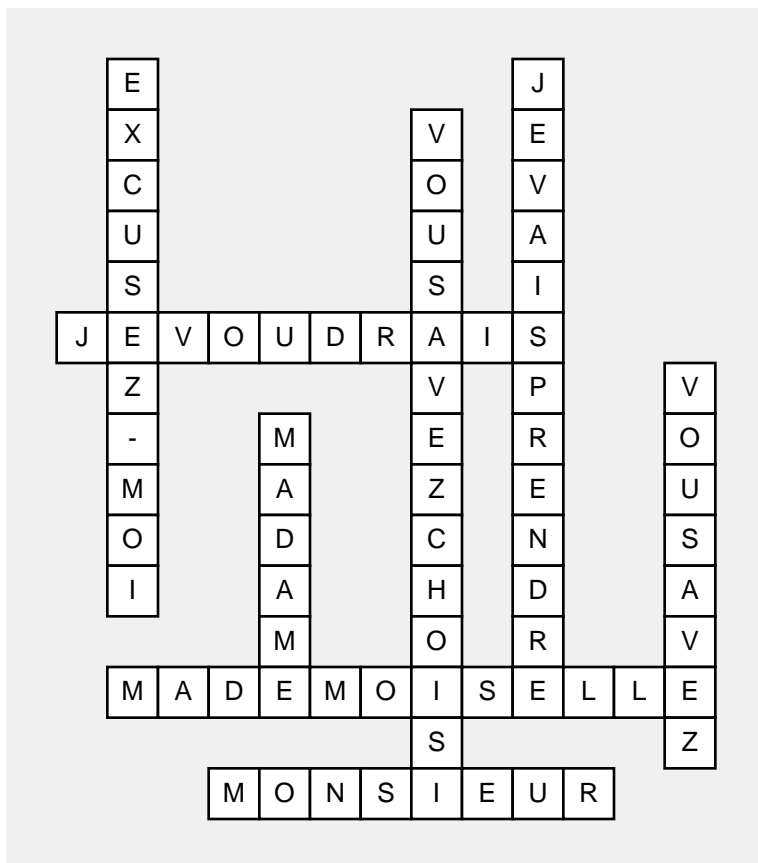 EXCUSEZ-MOI
JEVAISPRENDRE
VOUSAVEZCHOISI
JEVOUDRAIS
VOUSAVEZ
MADAME
MADEMOISELLE
MONSIEUR